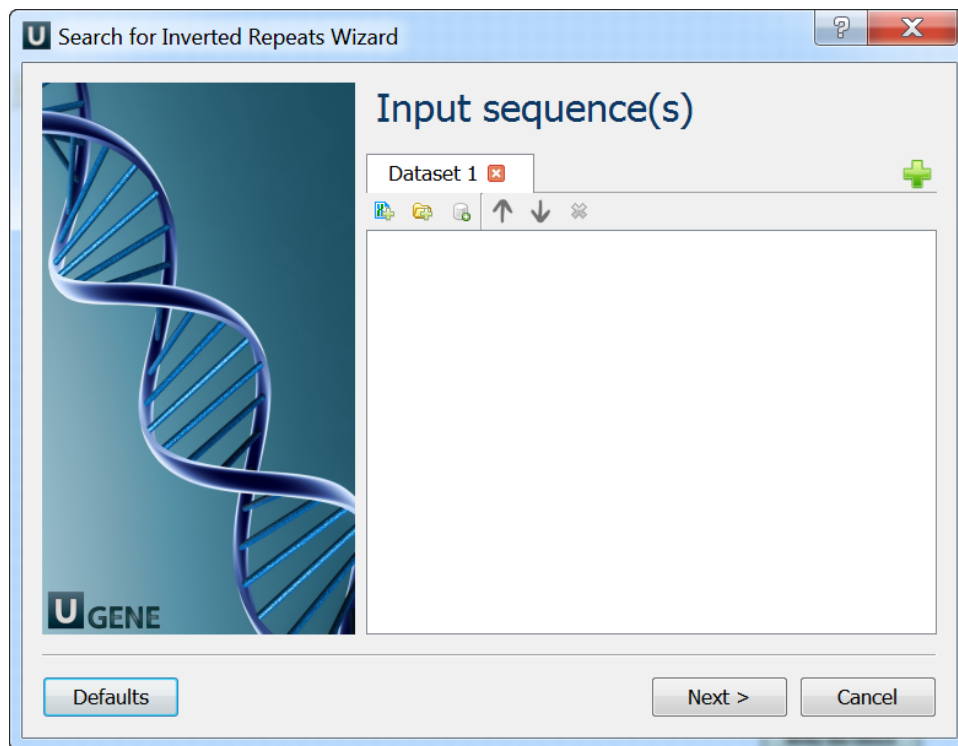 U Search for Inverted Repeats Wizard
?
X
Input sequence(s)
Dataset 1
U GENE
Defaults
Next >
Cancel